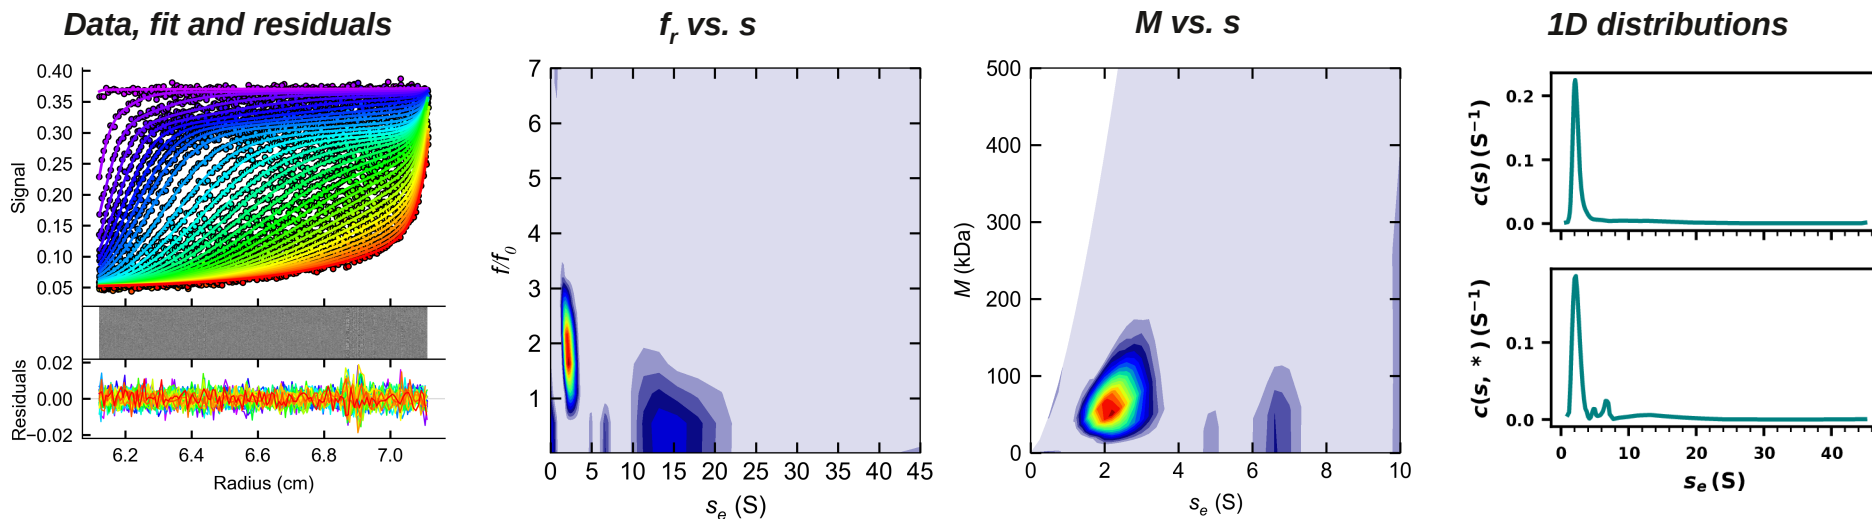 Data, fit and residuals
f_r vs. s
M vs. s
1D distributions
0.40
0.35
0.30
0.25
0.20
0.15
0.10
0.05
Signal
0.02
0.00
−0.02
Residuals
6.2 6.4 6.6 6.8 7.0
Radius (cm)
7
6
5
4
3
2
1
f/f_0
0 5 10 15 20 25 30 35 40 45
s_e (S)
500
400
300
200
100
0
M (kDa)
0 2 4 6 8 10
s_e (S)
0.2
0.1
0.0
c(s) (S⁻¹)
0.1
0.0
c(s, *) (S⁻¹)
0 10 20 30 40
s_e (S)